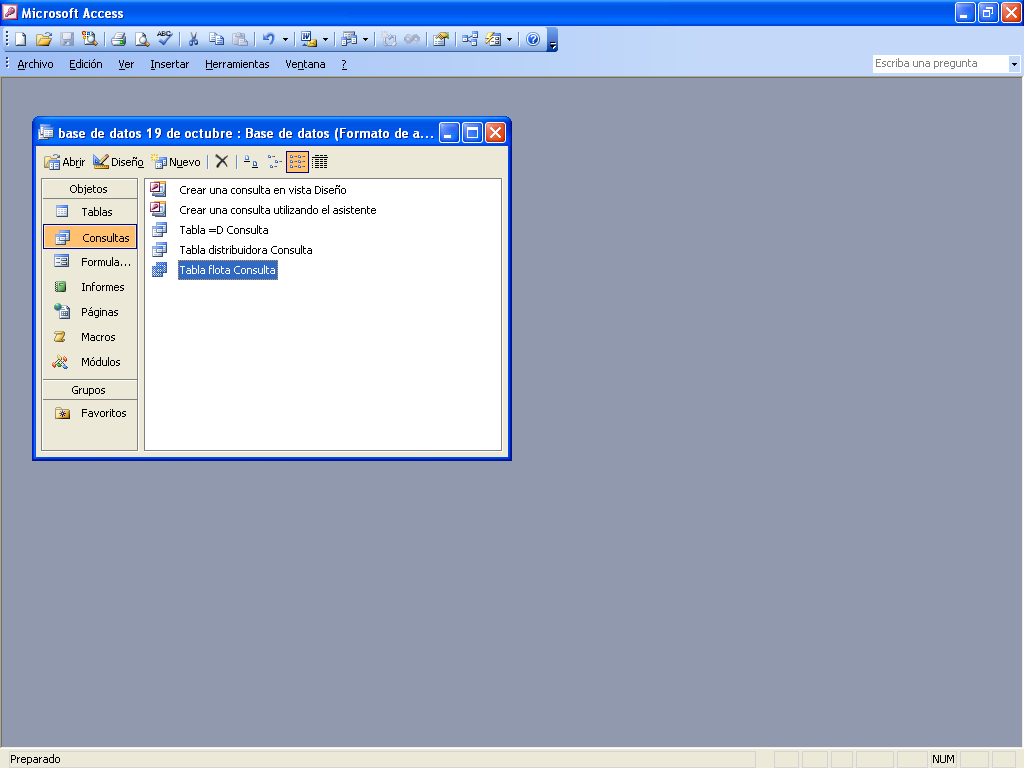 Microsoft Access
Archivo Edición Ver Insertar Herramientas Ventana ? Escriba una pregunta
base de datos 19 de octubre : Base de datos (Formato de a...
Abrir Diseño Nuevo
Objetos
Tablas
Consultas
Formula...
Informes
Páginas
Macros
Módulos
Grupos
Favoritos
Crear una consulta en vista Diseño
Crear una consulta utilizando el asistente
Tabla =D Consulta
Tabla distribuidora Consulta
Tabla flota Consulta
Preparado NUM